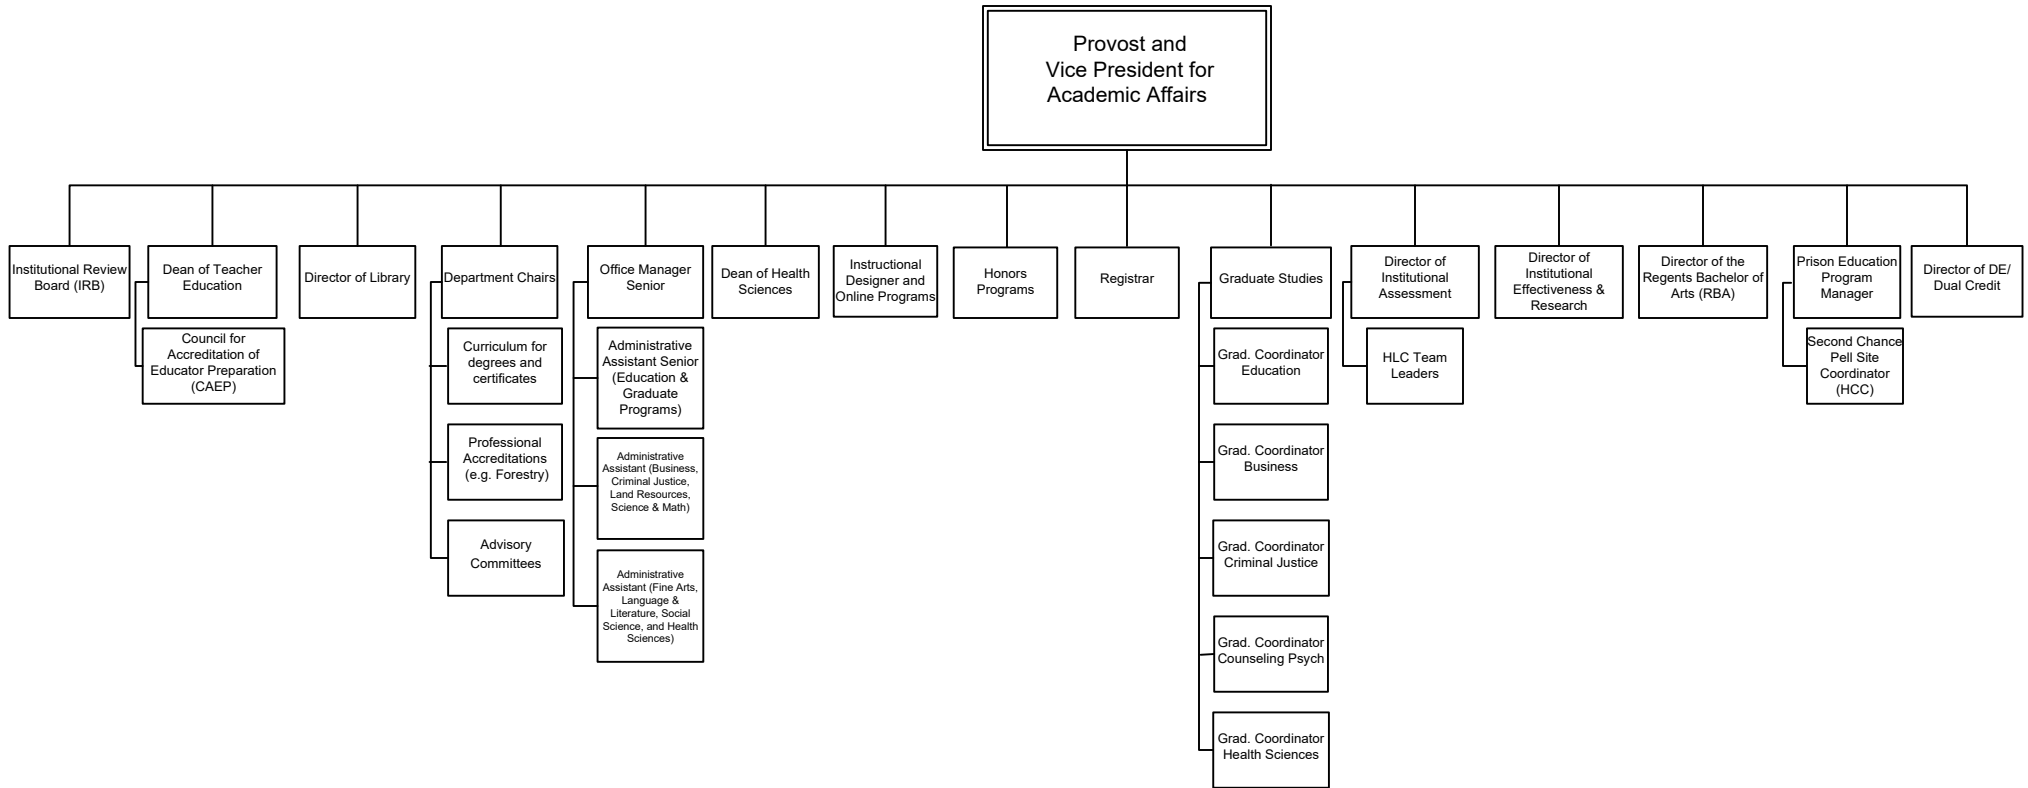 Provost and
Vice President for
Academic Affairs
Institutional Review
Board (IRB)
Dean of Teacher
Education
Director of Library
Department Chairs
Office Manager
Senior
Dean of Health
Sciences
Instructional
Designer and
Online Programs
Honors
Programs
Registrar
Graduate Studies
Director of
Institutional
Assessment
Director of
Institutional
Effectiveness &
Research
Director of the
Regents Bachelor of
Arts (RBA)
Prison Education
Program
Manager
Director of DE/
Dual Credit
Council for
Accreditation of
Educator Preparation
(CAEP)
Curriculum for
degrees and
certificates
Professional
Accreditations
(e.g. Forestry)
Advisory
Committees
Administrative
Assistant Senior
(Education &
Graduate
Programs)
Administrative
Assistant (Business,
Criminal Justice,
Land Resources,
Science & Math)
Administrative
Assistant (Fine Arts,
Language &
Literature, Social
Science, and Health
Sciences)
Grad. Coordinator
Education
Grad. Coordinator
Business
Grad. Coordinator
Criminal Justice
Grad. Coordinator
Counseling Psych
Grad. Coordinator
Health Sciences
HLC Team
Leaders
Second Chance
Pell Site
Coordinator
(HCC)